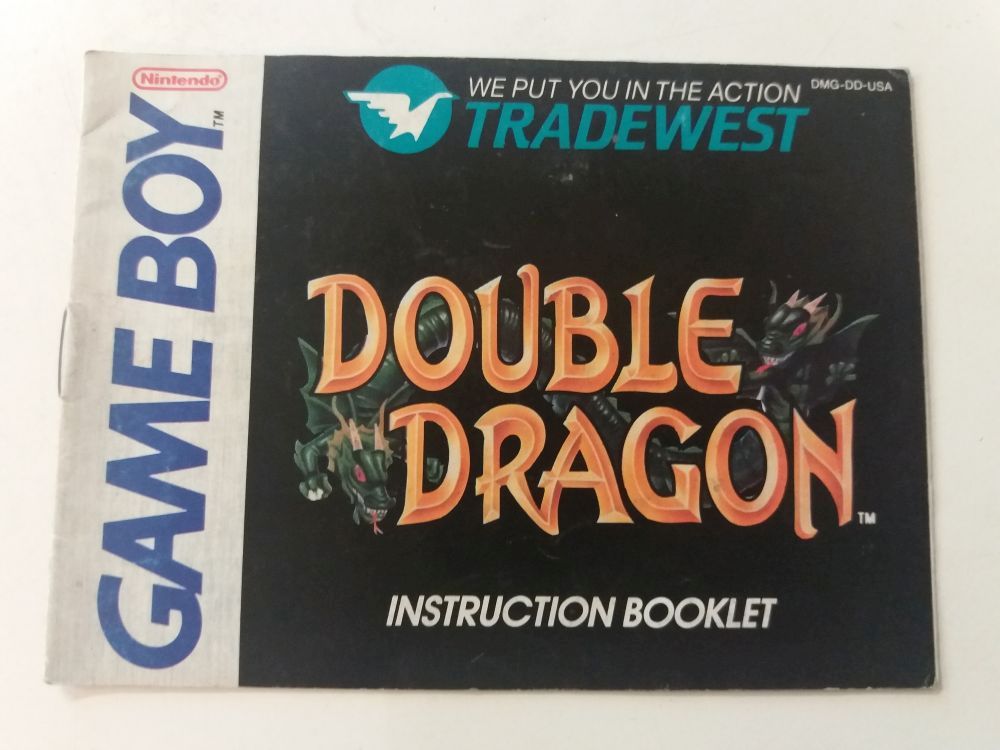 Nintendo
GAME BOY™
WE PUT YOU IN THE ACTION
TRADEWEST
DMG-DD-USA
DOUBLE
DRAGON™
INSTRUCTION BOOKLET